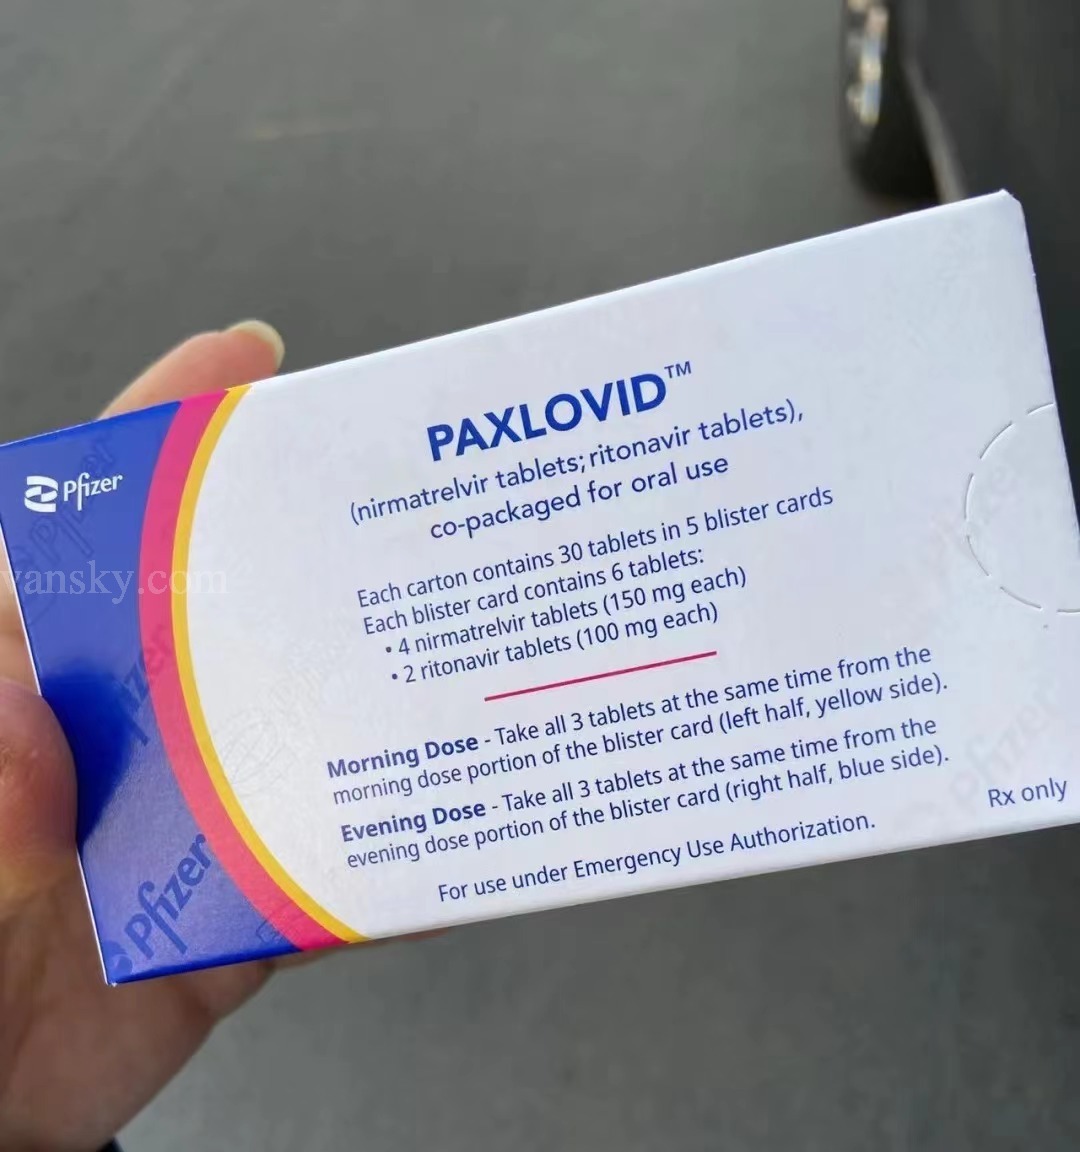 PAXLOVID™
(nirmatrelvir tablets; ritonavir tablets),
co-packaged for oral use
Each carton contains 30 tablets in 5 blister cards
Each blister card contains 6 tablets:
• 4 nirmatrelvir tablets (150 mg each)
• 2 ritonavir tablets (100 mg each)
Morning Dose - Take all 3 tablets at the same time from the
morning dose portion of the blister card (left half, yellow side).
Evening Dose - Take all 3 tablets at the same time from the
evening dose portion of the blister card (right half, blue side).
For use under Emergency Use Authorization.
Rx only
Pfizer
vansky.com
Pfizer
Pfizer
Pfizer
Pfizer
Pfizer
Pfizer